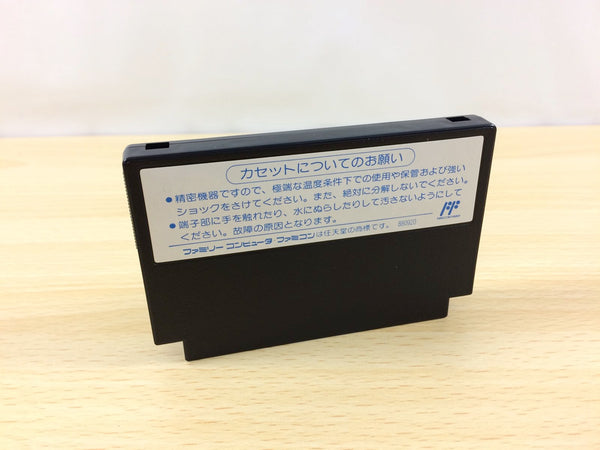 カセットについてのお願い
●精密機器ですので、極端な温度条件下での使用や保管および強い
ショックをさけてください。また、絶対に分解しないでください。
●端子部に手を触れたり、水にぬらしたりして汚さないようにして
ください。故障の原因となります。
ファミリー コンピュータ ファミコンは任天堂の商標です。 880920